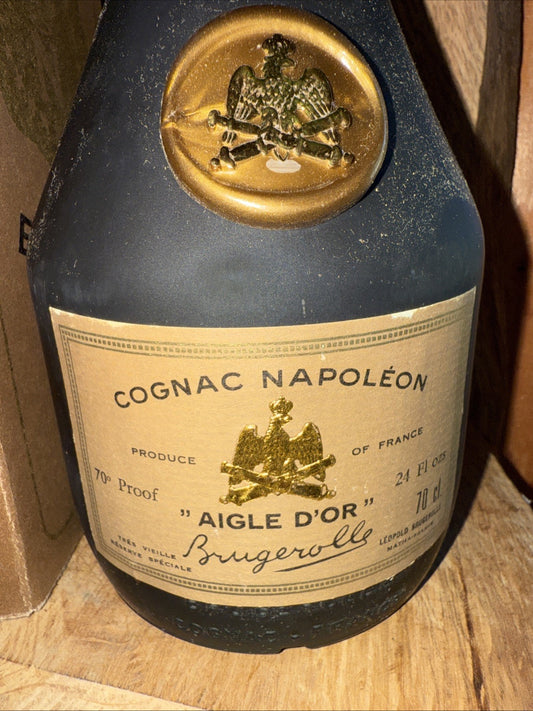 COGNAC NAPOLÉON
PRODUCE OF FRANCE
70º Proof
24 Fl ozs
70 cl
" AIGLE D'OR "
TRÈS VIEILLE
RÉSERVE SPÉCIALE
Brugerolle
LÉOPOLD BRUGEROLLE